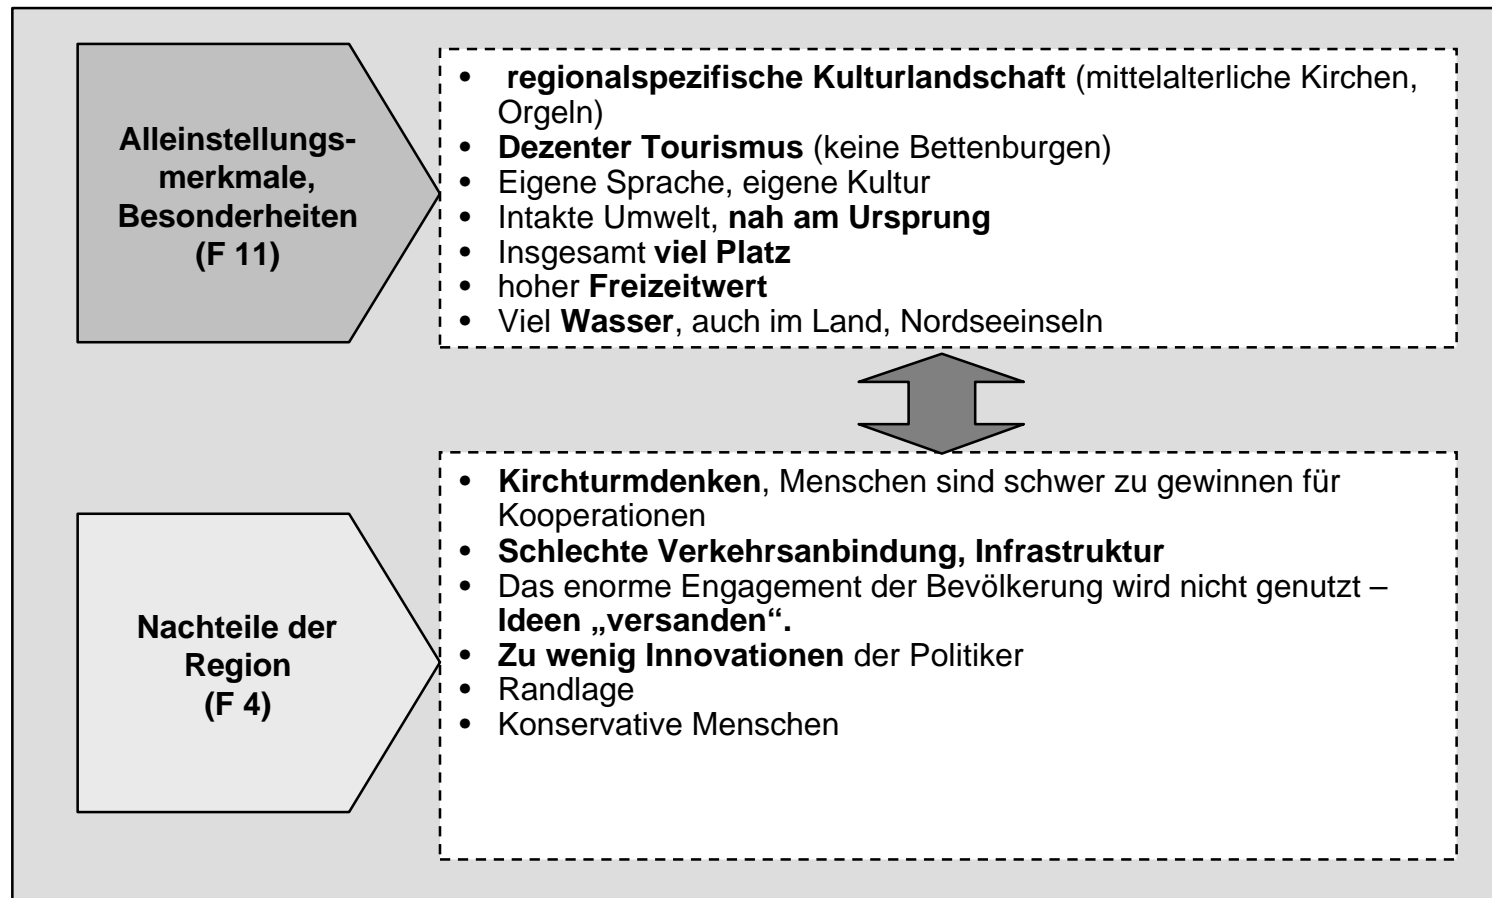 Alleinstellungs-
merkmale,
Besonderheiten
(F 11)
• regionalspezifische Kulturlandschaft (mittelalterliche Kirchen,
Orgeln)
• Dezenter Tourismus (keine Bettenburgen)
• Eigene Sprache, eigene Kultur
• Intakte Umwelt, nah am Ursprung
• Insgesamt viel Platz
• hoher Freizeitwert
• Viel Wasser, auch im Land, Nordseeinseln
Nachteile der
Region
(F 4)
• Kirchturmdenken, Menschen sind schwer zu gewinnen für
Kooperationen
• Schlechte Verkehrsanbindung, Infrastruktur
• Das enorme Engagement der Bevölkerung wird nicht genutzt –
Ideen „versanden“.
• Zu wenig Innovationen der Politiker
• Randlage
• Konservative Menschen